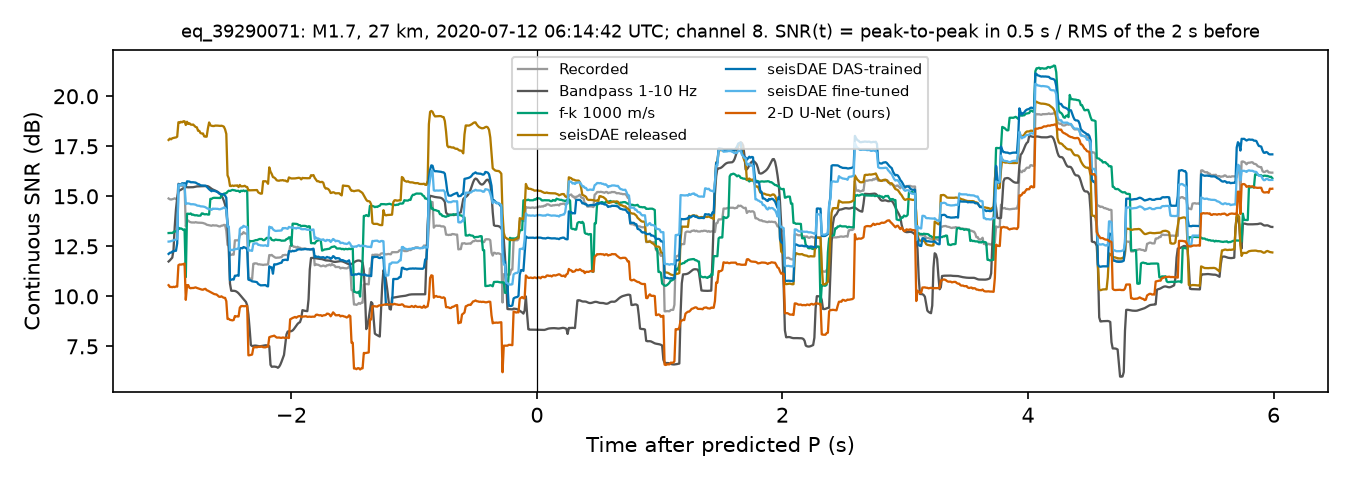 eq_39290071: M1.7, 27 km, 2020-07-12 06:14:42 UTC; channel 8. SNR(t) = peak-to-peak in 0.5 s / RMS of the 2 s before
Recorded
Bandpass 1-10 Hz
f-k 1000 m/s
seisDAE released
seisDAE DAS-trained
seisDAE fine-tuned
2-D U-Net (ours)
Continuous SNR (dB)
20.0
17.5
15.0
12.5
10.0
7.5
−2
0
2
4
6
Time after predicted P (s)